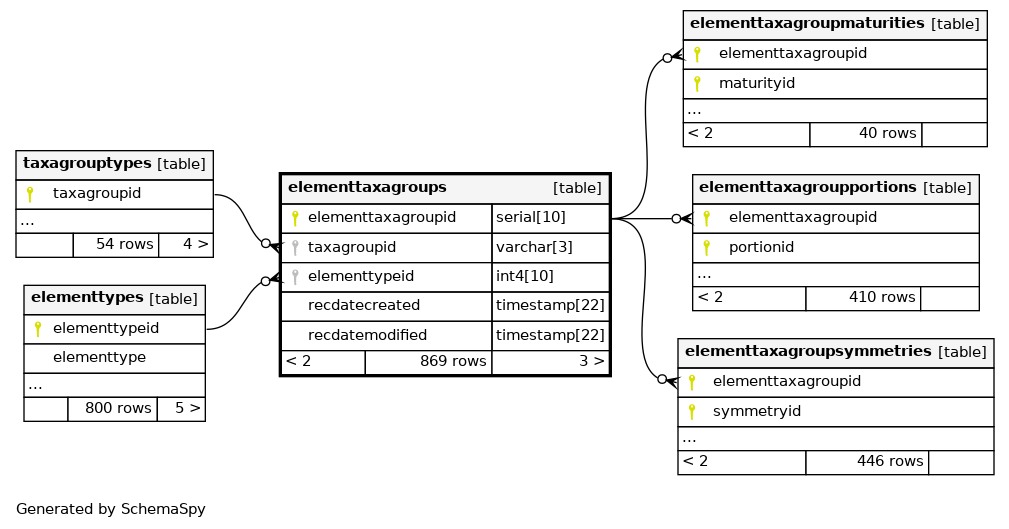 elementtaxagroupmaturities [table]
elementtaxagroupid
maturityid
...
< 2 40 rows
taxagrouptypes [table]
taxagroupid
...
54 rows 4 >
elementtypes [table]
elementtypeid
elementtype
...
800 rows 5 >
elementtaxagroups [table]
elementtaxagroupid serial[10]
taxagroupid varchar[3]
elementtypeid int4[10]
recdatecreated timestamp[22]
recdatemodified timestamp[22]
< 2 869 rows 3 >
elementtaxagroupportions [table]
elementtaxagroupid
portionid
...
< 2 410 rows
elementtaxagroupsymmetries [table]
elementtaxagroupid
symmetryid
...
< 2 446 rows
Generated by SchemaSpy